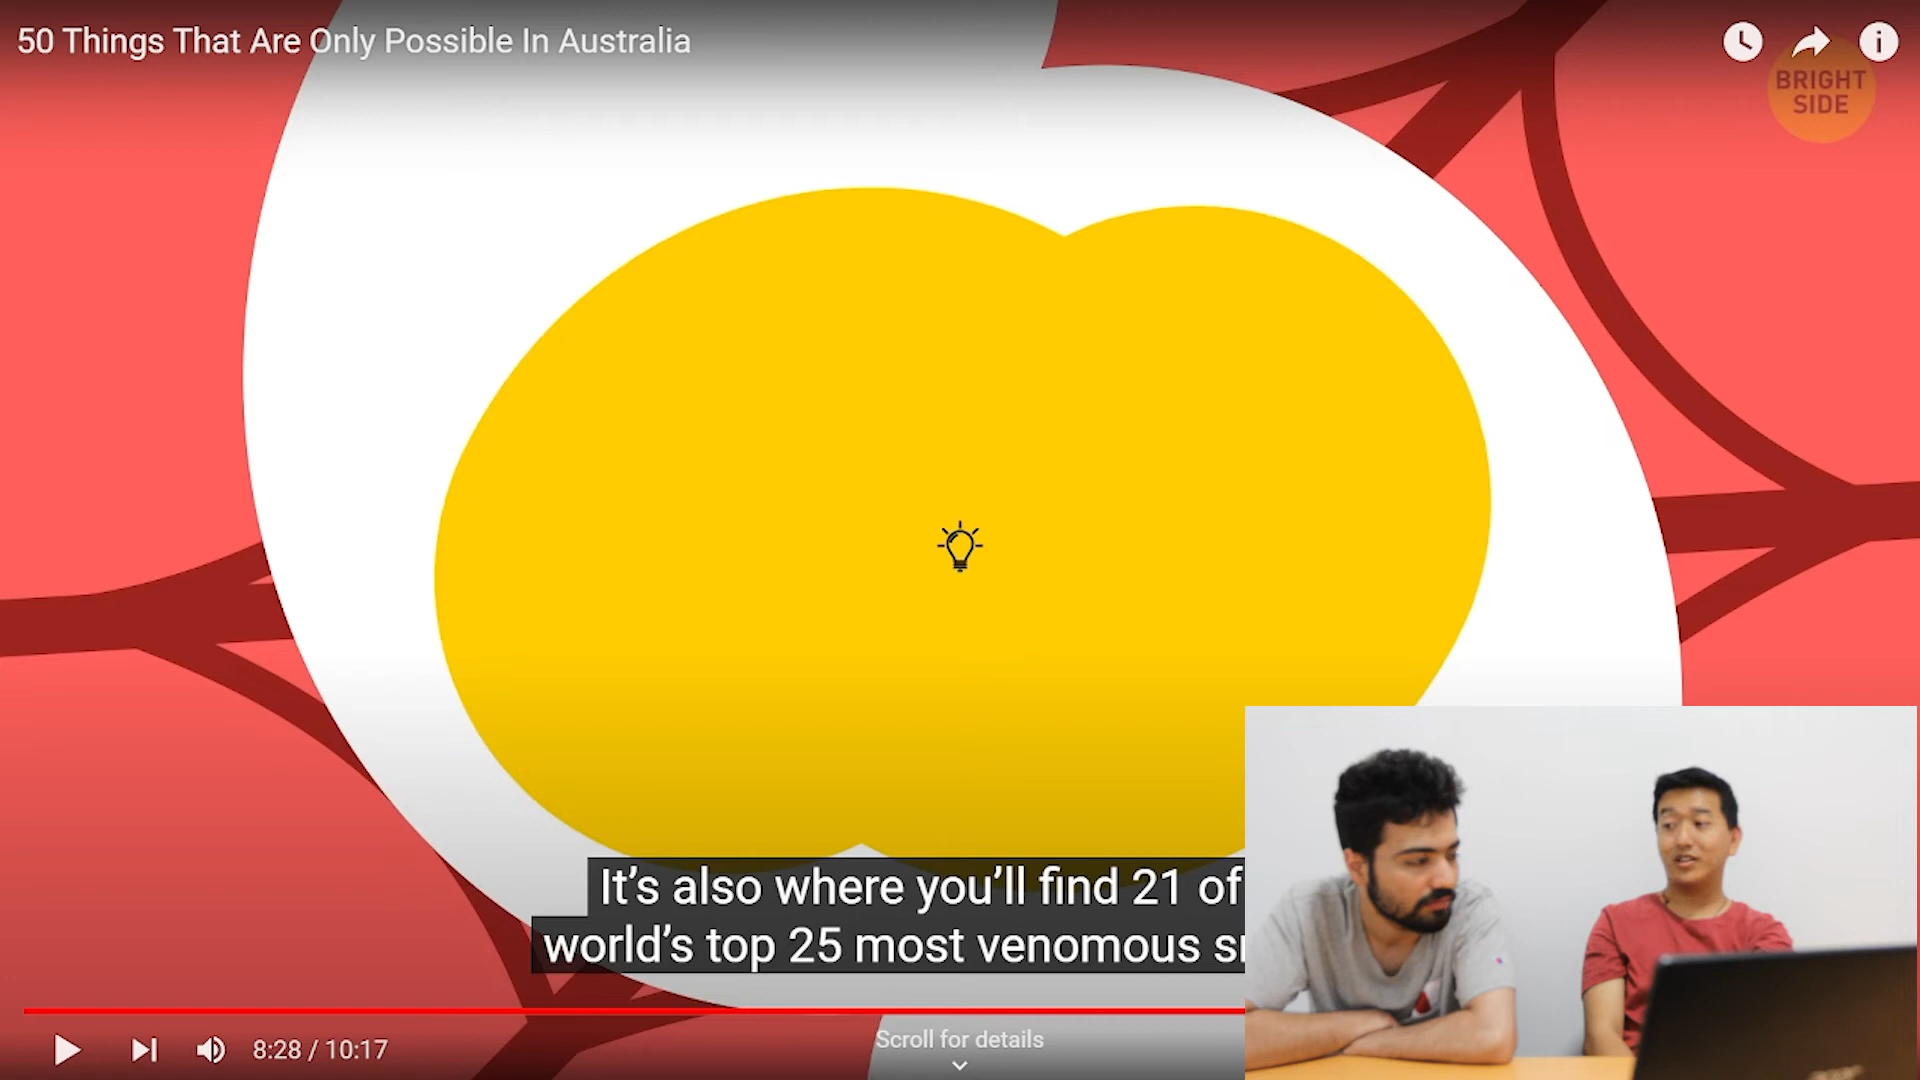 50 Things That Are Only Possible In Australia
BRIGHT
SIDE
It's also where you'll find 21 of
world's top 25 most venomous
8:28 / 10:17
Scroll for details